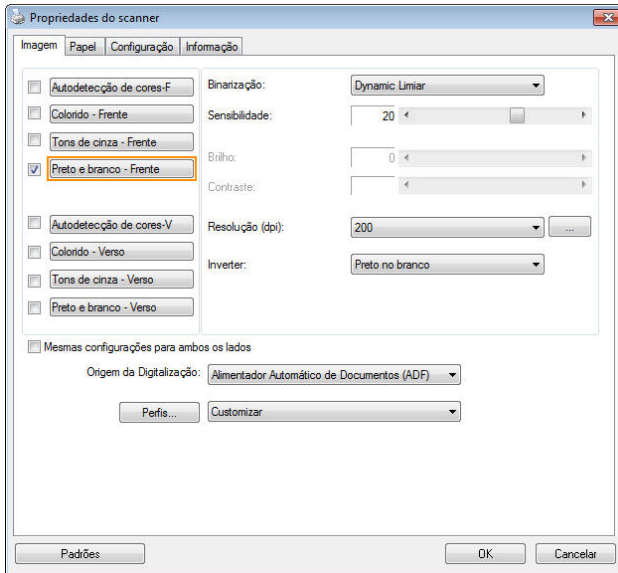 Propriedades do scanner
Imagem Papel Configuração Informação
Autodetecção de cores-F
Colorido - Frente
Tons de cinza - Frente
Preto e branco - Frente
Autodetecção de cores-V
Colorido - Verso
Tons de cinza - Verso
Preto e branco - Verso
Binarização: Dynamic Limiar
Sensibilidade: 20
Brilho: 0
Contraste:
Resolução (dpi): 200 ...
Inverter: Preto no branco
Mesmas configurações para ambos os lados
Origem da Digitalização: Alimentador Automático de Documentos (ADF)
Perfis... Customizar
Padrões OK Cancelar